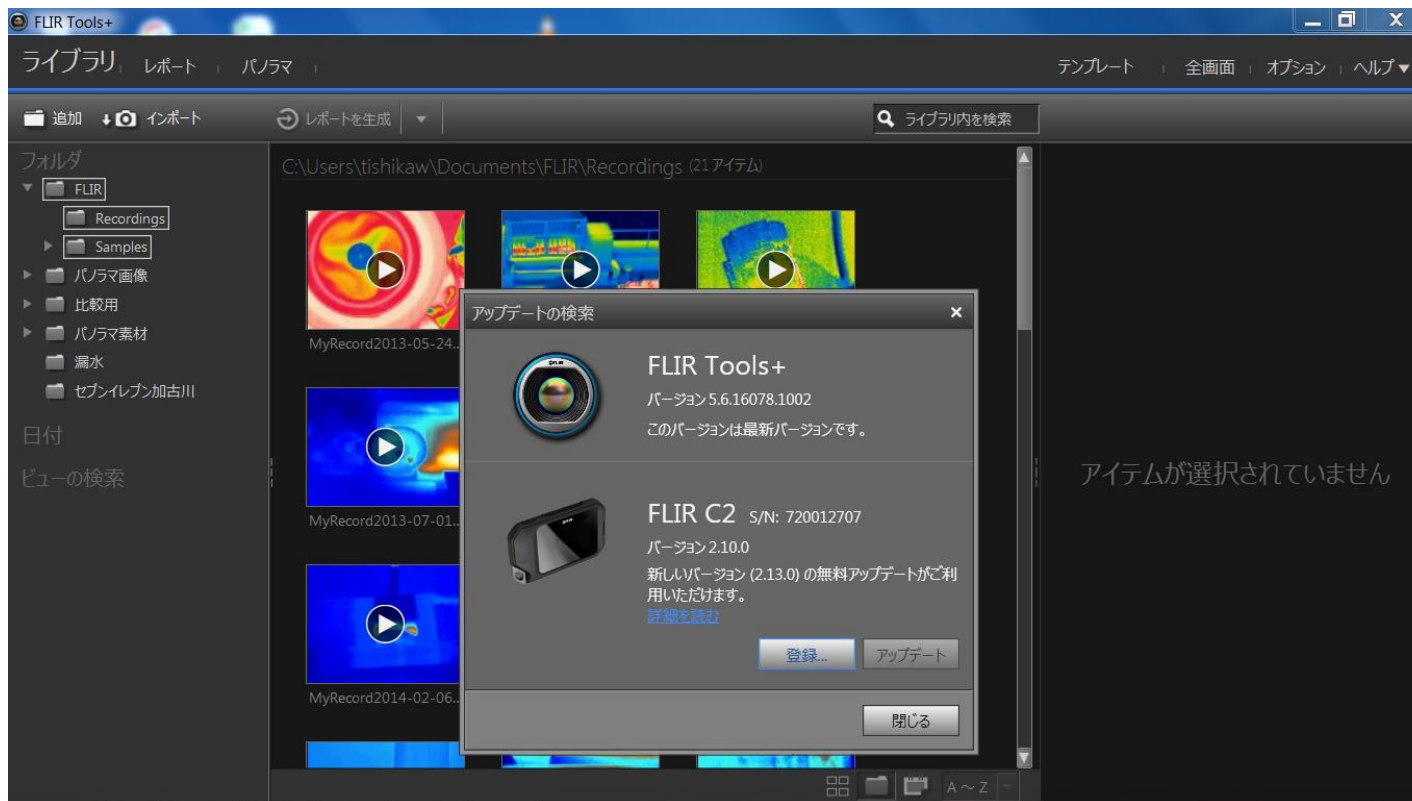 FLIR Tools+
ライブラリ レポート パノラマ
テンプレート 全画面 オプション ヘルプ
追加 インポート レポートを生成 ライブラリ内を検索
フォルダ
FLIR
Recordings
Samples
パノラマ画像
比較用
パノラマ素材
漏水
セブンイレブン加古川
日付
ビューの検索
C:\Users\tishikaw\Documents\FLIR\Recordings (21アイテム)
MyRecord2013-05-24...
MyRecord2013-07-01...
MyRecord2014-02-06...
アップデートの検索
FLIR Tools+
バージョン 5.6.16078.1002
このバージョンは最新バージョンです。
FLIR C2 S/N: 720012707
バージョン 2.10.0
新しいバージョン (2.13.0) の無料アップデートがご利
用いただけます。
詳細を読む
登録... アップデート
閉じる
アイテムが選択されていません
A～Z